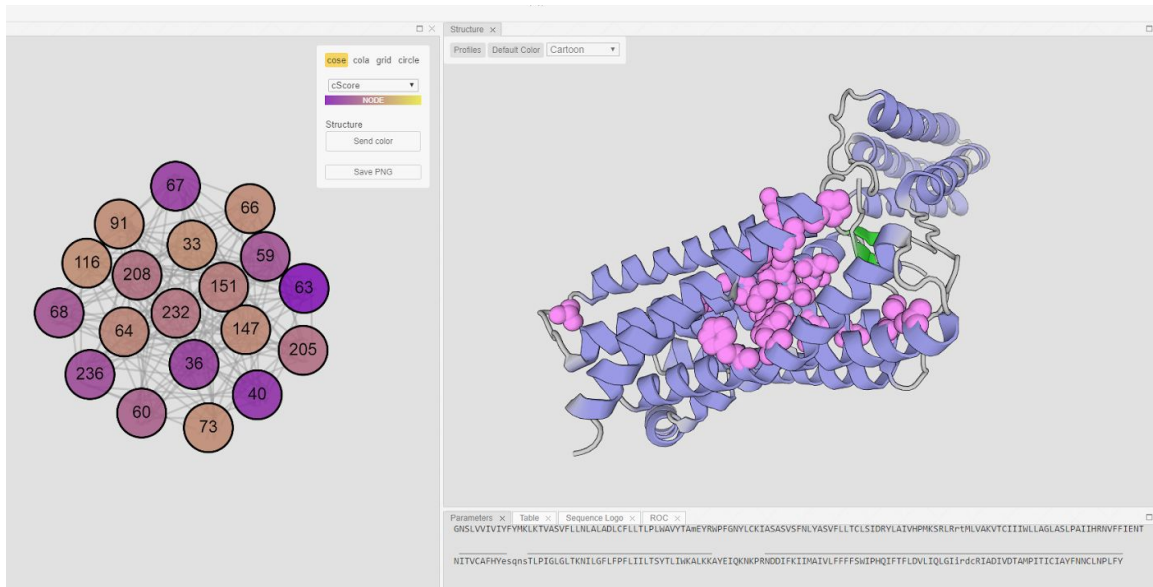 cose cola grid circle
cScore
NODE
Structure
Send color
Save PNG
67
66
91
33
59
116
208
151
63
68
232
64
147
205
36
236
40
60
73
Structure
Profiles Default Color Cartoon
Parameters Table Sequence Logo ROC
GNSLVVIVIYFYMKLKTVASVFLLNLALADLCFLLTLPLWAVYTAmEYRWPFGNYLCKIASASVSFNLYASVFLLTCLSIDRYLAIVHPMKSRLRrtMLVAKVTCIIIWLLAGLASLPAIIHRNVFFIENT
NITVCAFHYesqnsTLPIGLGLTKNILGFLFPFLIILTSYTLIWKALKKAYEIQKNKPRNDDIFKIIMAIVLFFFFSWIPHQIFTFLDVLIQLGIirdcRIADIVDTAMPITICIAYFNNCLNPLFY